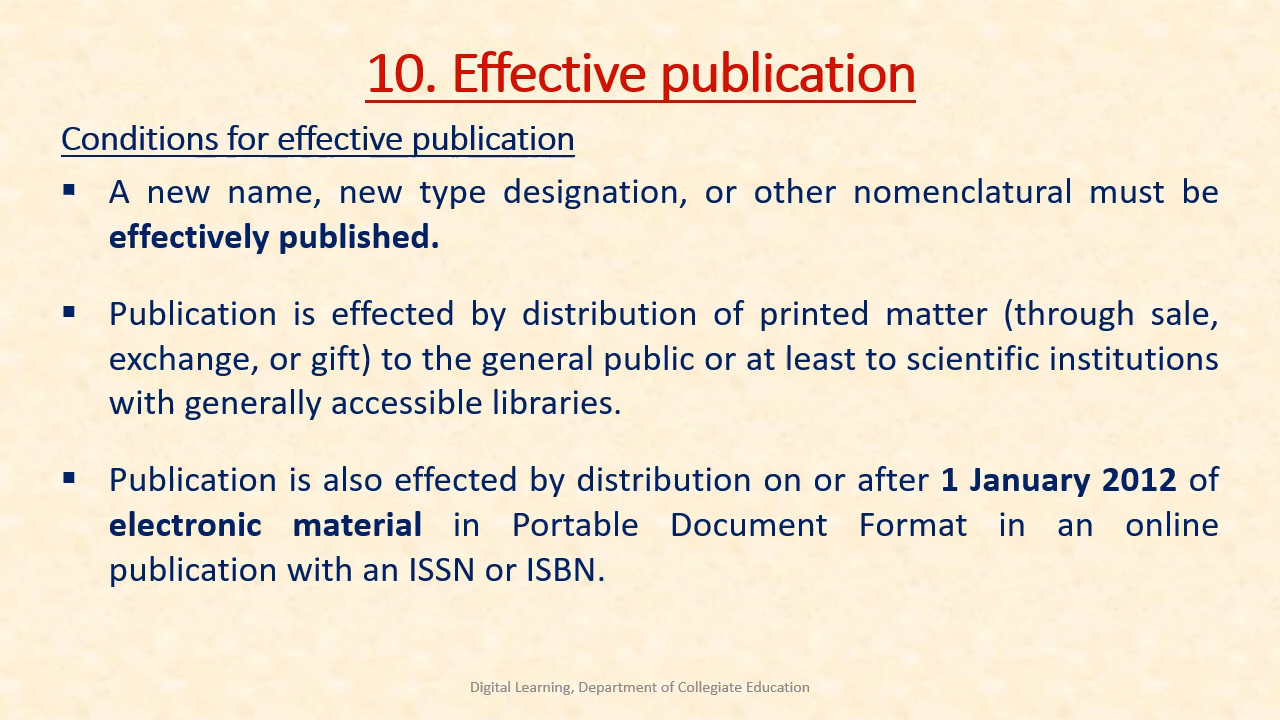 10. Effective publication
Conditions for effective publication
▪ A new name, new type designation, or other nomenclatural must be
effectively published.
▪ Publication is effected by distribution of printed matter (through sale,
exchange, or gift) to the general public or at least to scientific institutions
with generally accessible libraries.
▪ Publication is also effected by distribution on or after 1 January 2012 of
electronic material in Portable Document Format in an online
publication with an ISSN or ISBN.
Digital Learning, Department of Collegiate Education